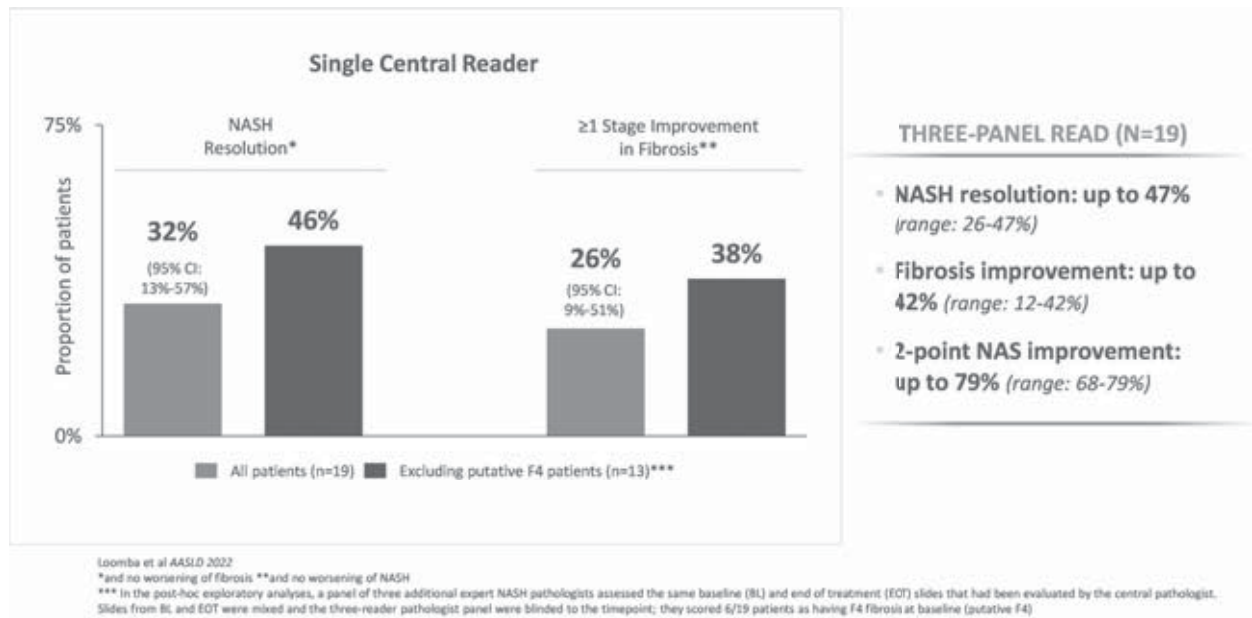 Single Central Reader
75%
NASH
Resolution*
≥1 Stage Improvement
in Fibrosis**
THREE-PANEL READ (N=19)
Proportion of patients
32%
(95% CI:
13%-57%)
46%
26%
(95% CI:
9%-51%)
38%
NASH resolution: up to 47%
(range: 26-47%)
Fibrosis improvement: up to
42% (range: 12-42%)
2-point NAS improvement:
up to 79% (range: 68-79%)
0%
All patients (n=19) Excluding putative F4 patients (n=13)***
Loomba et al AASLD 2022
*and no worsening of fibrosis **and no worsening of NASH
*** In the post-hoc exploratory analyses, a panel of three additional expert NASH pathologists assessed the same baseline (BL) and end of treatment (EOT) slides that had been evaluated by the central pathologist.
Slides from BL and EOT were mixed and the three-reader pathologist panel were blinded to the timepoint; they scored 6/19 patients as having F4 fibrosis at baseline (putative F4)